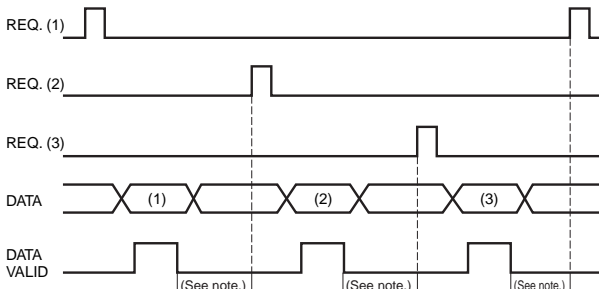 REQ. (1)
REQ. (2)
REQ. (3)
DATA (1) (2) (3)
DATA
VALID
(See note.) (See note.) (See note.)